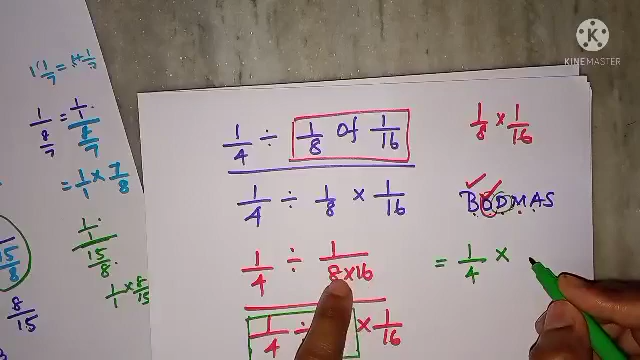 KINEMASTER
1(1/7 = 1+1/7
1/(8/7) = (1/1)/(8/7)
= 1/1 × 7/8
(1/1)/(15/8)
1/1 × 8/15
15/8
8/15
1/4 ÷ 1/8 Of 1/16
1/8 × 1/16
1/4 ÷ 1/8 × 1/16
BODMAS
1/4 ÷ 1/(8×16)
= 1/4 ×
1/4 ÷ × 1/16